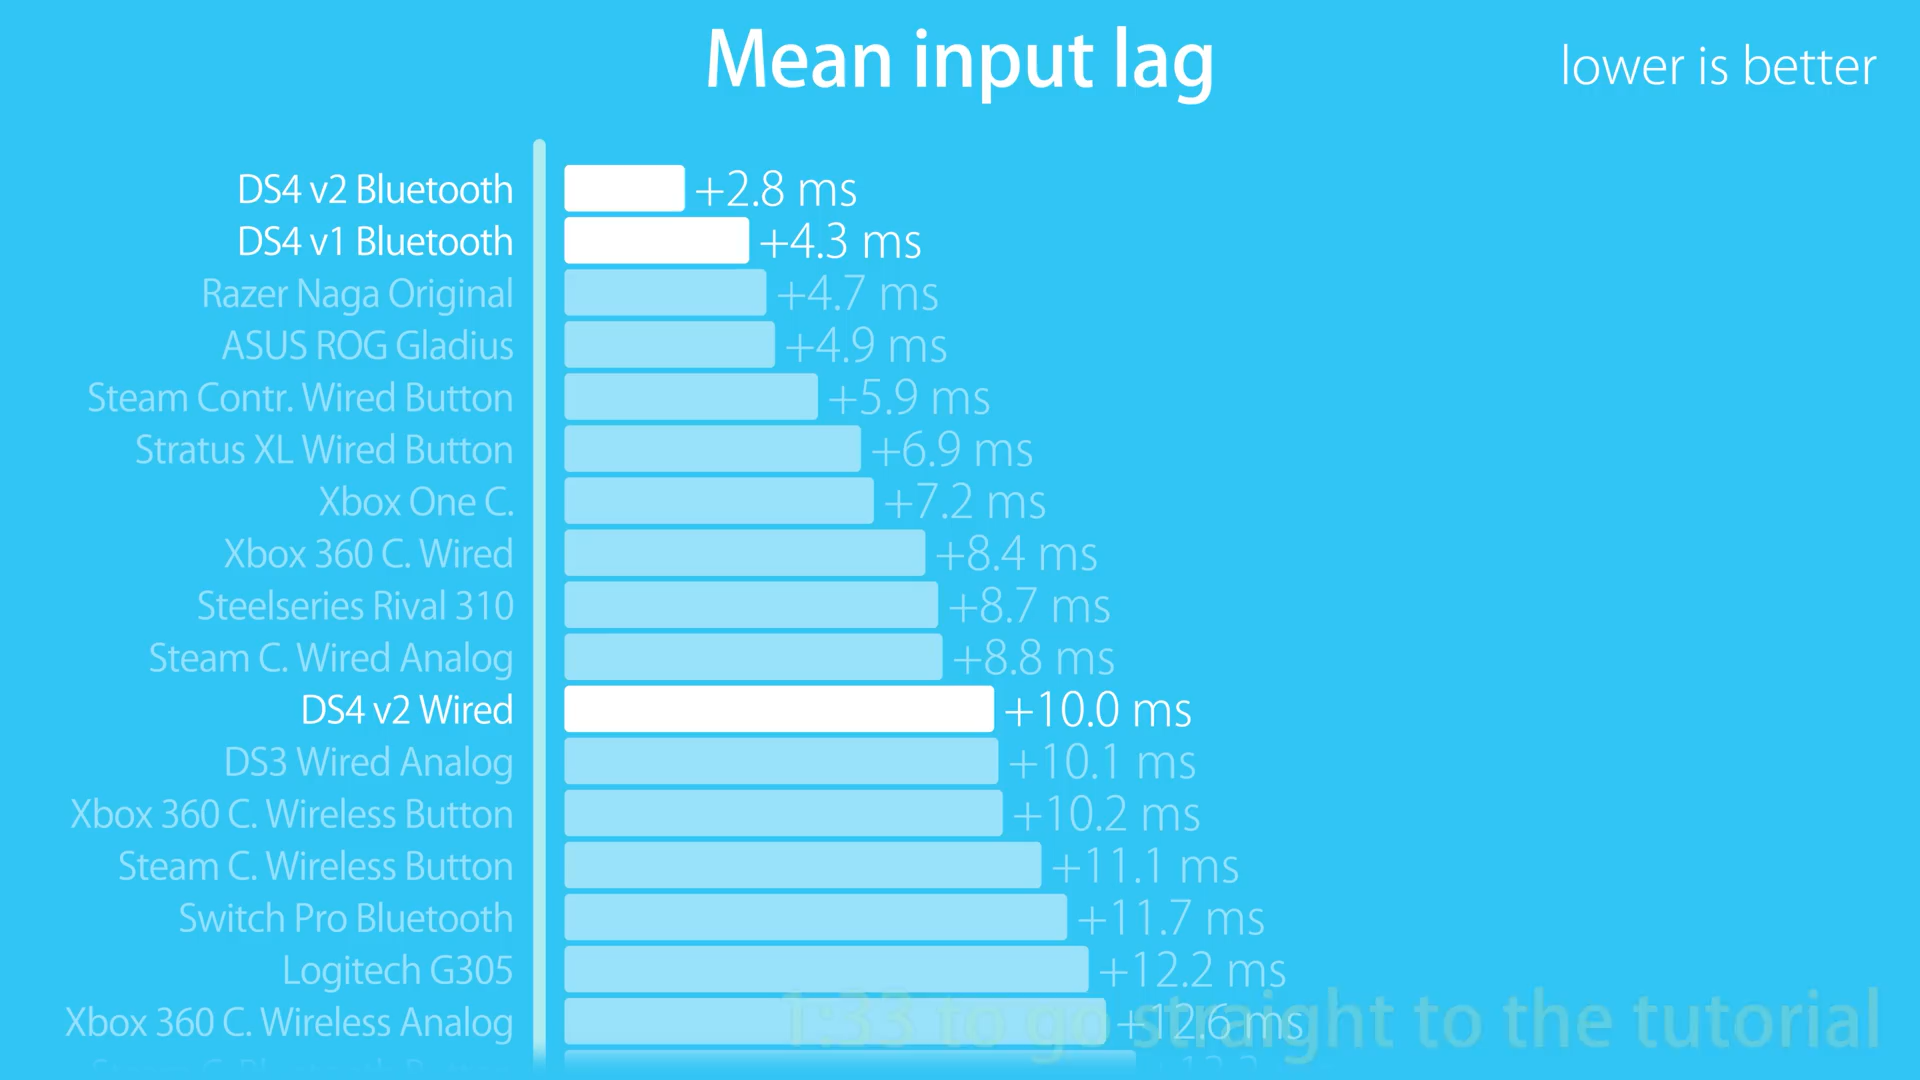 Mean input lag
lower is better
DS4 v2 Bluetooth +2.8 ms
DS4 v1 Bluetooth +4.3 ms
Razer Naga Original +4.7 ms
ASUS ROG Gladius +4.9 ms
Steam Contr. Wired Button +5.9 ms
Stratus XL Wired Button +6.9 ms
Xbox One C. +7.2 ms
Xbox 360 C. Wired +8.4 ms
Steelseries Rival 310 +8.7 ms
Steam C. Wired Analog +8.8 ms
DS4 v2 Wired +10.0 ms
DS3 Wired Analog +10.1 ms
Xbox 360 C. Wireless Button +10.2 ms
Steam C. Wireless Button +11.1 ms
Switch Pro Bluetooth +11.7 ms
Logitech G305 +12.2 ms
Xbox 360 C. Wireless Analog +12.6 ms
1:33 to go straight to the tutorial
Steam C. Bluetooth Button